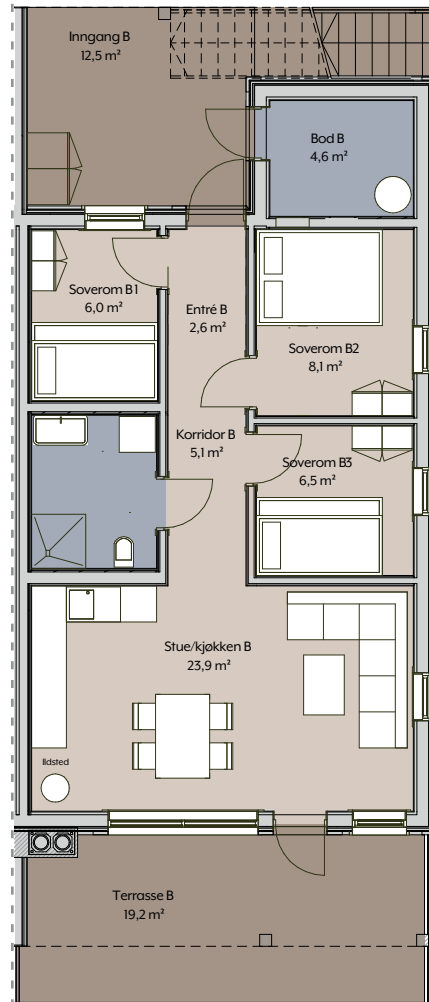 Inngang B
12,5 m²
Bod B
4,6 m²
Soverom B1
6,0 m²
Entré B
2,6 m²
Soverom B2
8,1 m²
Korridor B
5,1 m²
Soverom B3
6,5 m²
Stue/kjøkken B
23,9 m²
Ildsted
Terrasse B
19,2 m²